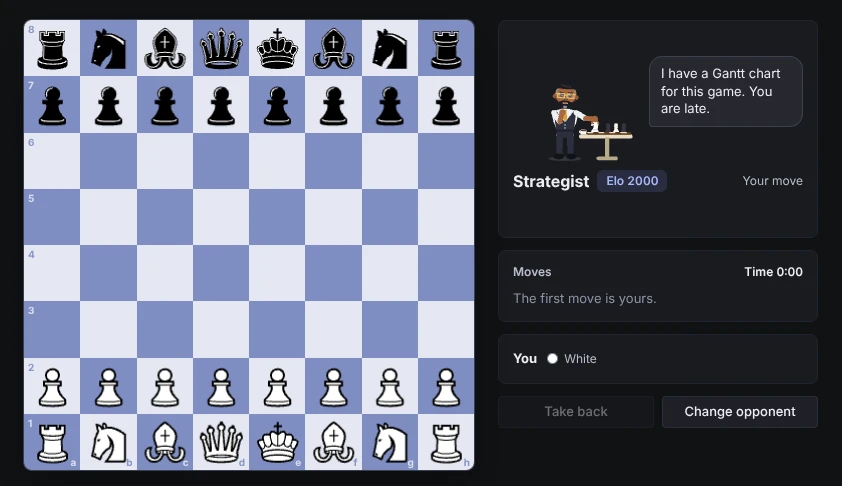 8
7
6
5
4
3
2
1
a b c d e f g h
I have a Gantt chart
for this game. You
are late.
Strategist Elo 2000 Your move
Moves Time 0:00
The first move is yours.
You White
Take back Change opponent